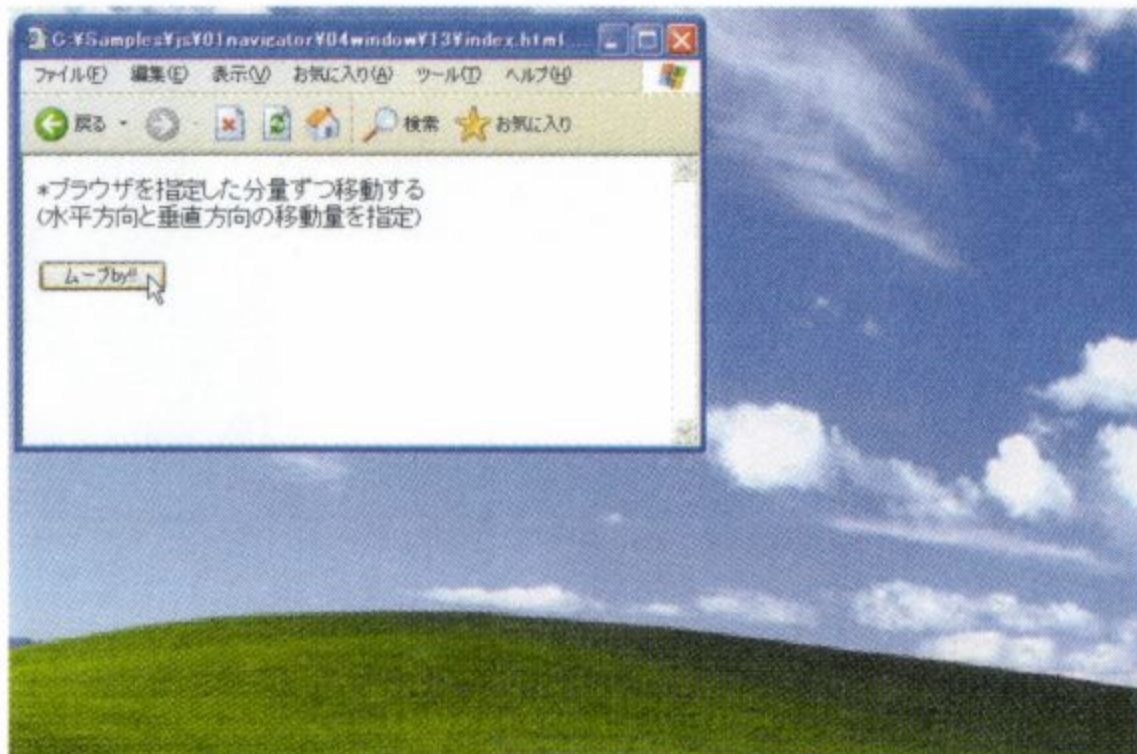 C:¥Samples¥js¥01navigator¥04window¥13¥index.html ...
ファイル(F) 編集(E) 表示(V) お気に入り(A) ツール(T) ヘルプ(H)
戻る 検索 お気に入り
*ブラウザを指定した分量ずつ移動する
(水平方向と垂直方向の移動量を指定)
ムーブby!!